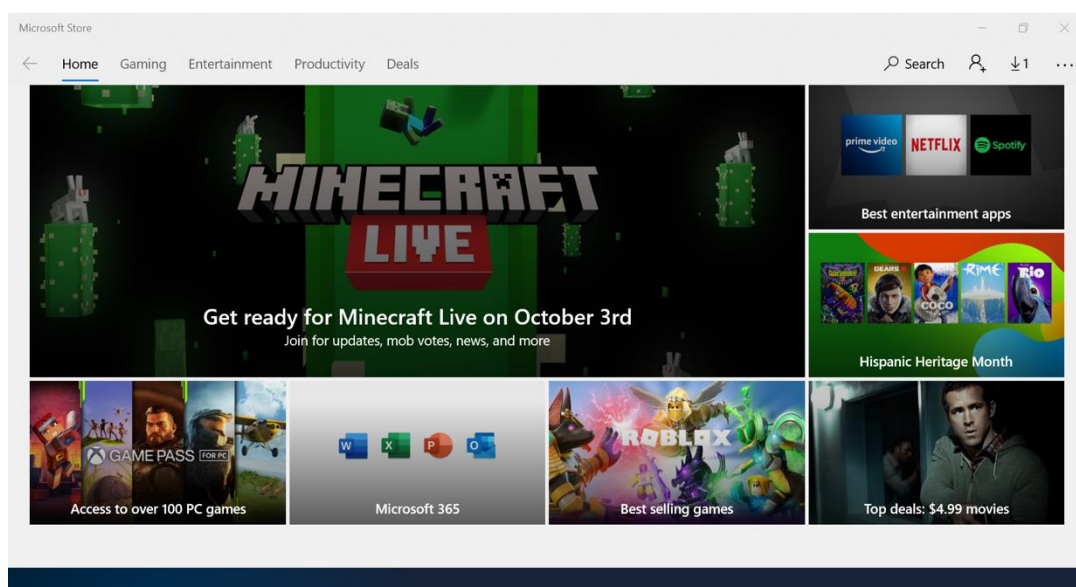 Microsoft Store
Home Gaming Entertainment Productivity Deals Search 1
MINECRAFT
LIVE
Get ready for Minecraft Live on October 3rd
Join for updates, mob votes, news, and more
prime video NETFLIX Spotify
Best entertainment apps
GEARS COCO RiME Rio
Hispanic Heritage Month
GAME PASS FOR PC
Access to over 100 PC games
W X P O
Microsoft 365
ROBLOX
Best selling games
Top deals: $4.99 movies